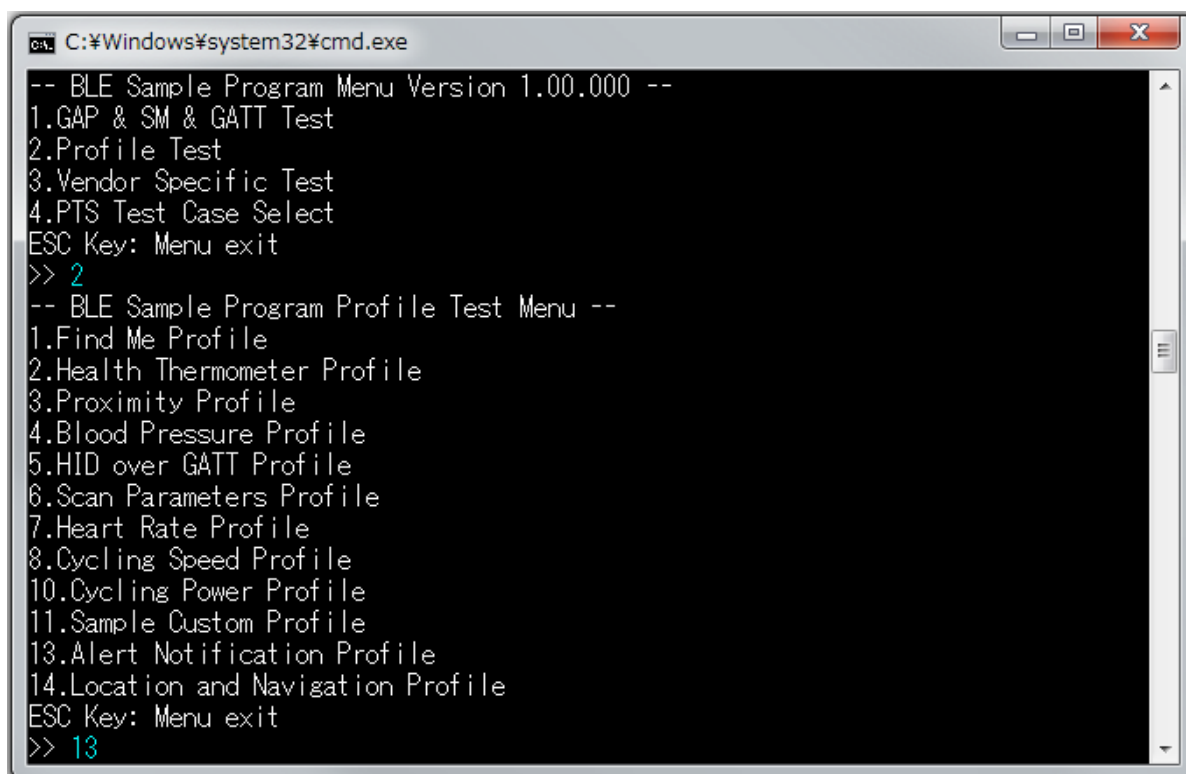 C:¥Windows¥system32¥cmd.exe
-- BLE Sample Program Menu Version 1.00.000 --
1.GAP & SM & GATT Test
2.Profile Test
3.Vendor Specific Test
4.PTS Test Case Select
ESC Key: Menu exit
>> 2
-- BLE Sample Program Profile Test Menu --
1.Find Me Profile
2.Health Thermometer Profile
3.Proximity Profile
4.Blood Pressure Profile
5.HID over GATT Profile
6.Scan Parameters Profile
7.Heart Rate Profile
8.Cycling Speed Profile
10.Cycling Power Profile
11.Sample Custom Profile
13.Alert Notification Profile
14.Location and Navigation Profile
ESC Key: Menu exit
>> 13